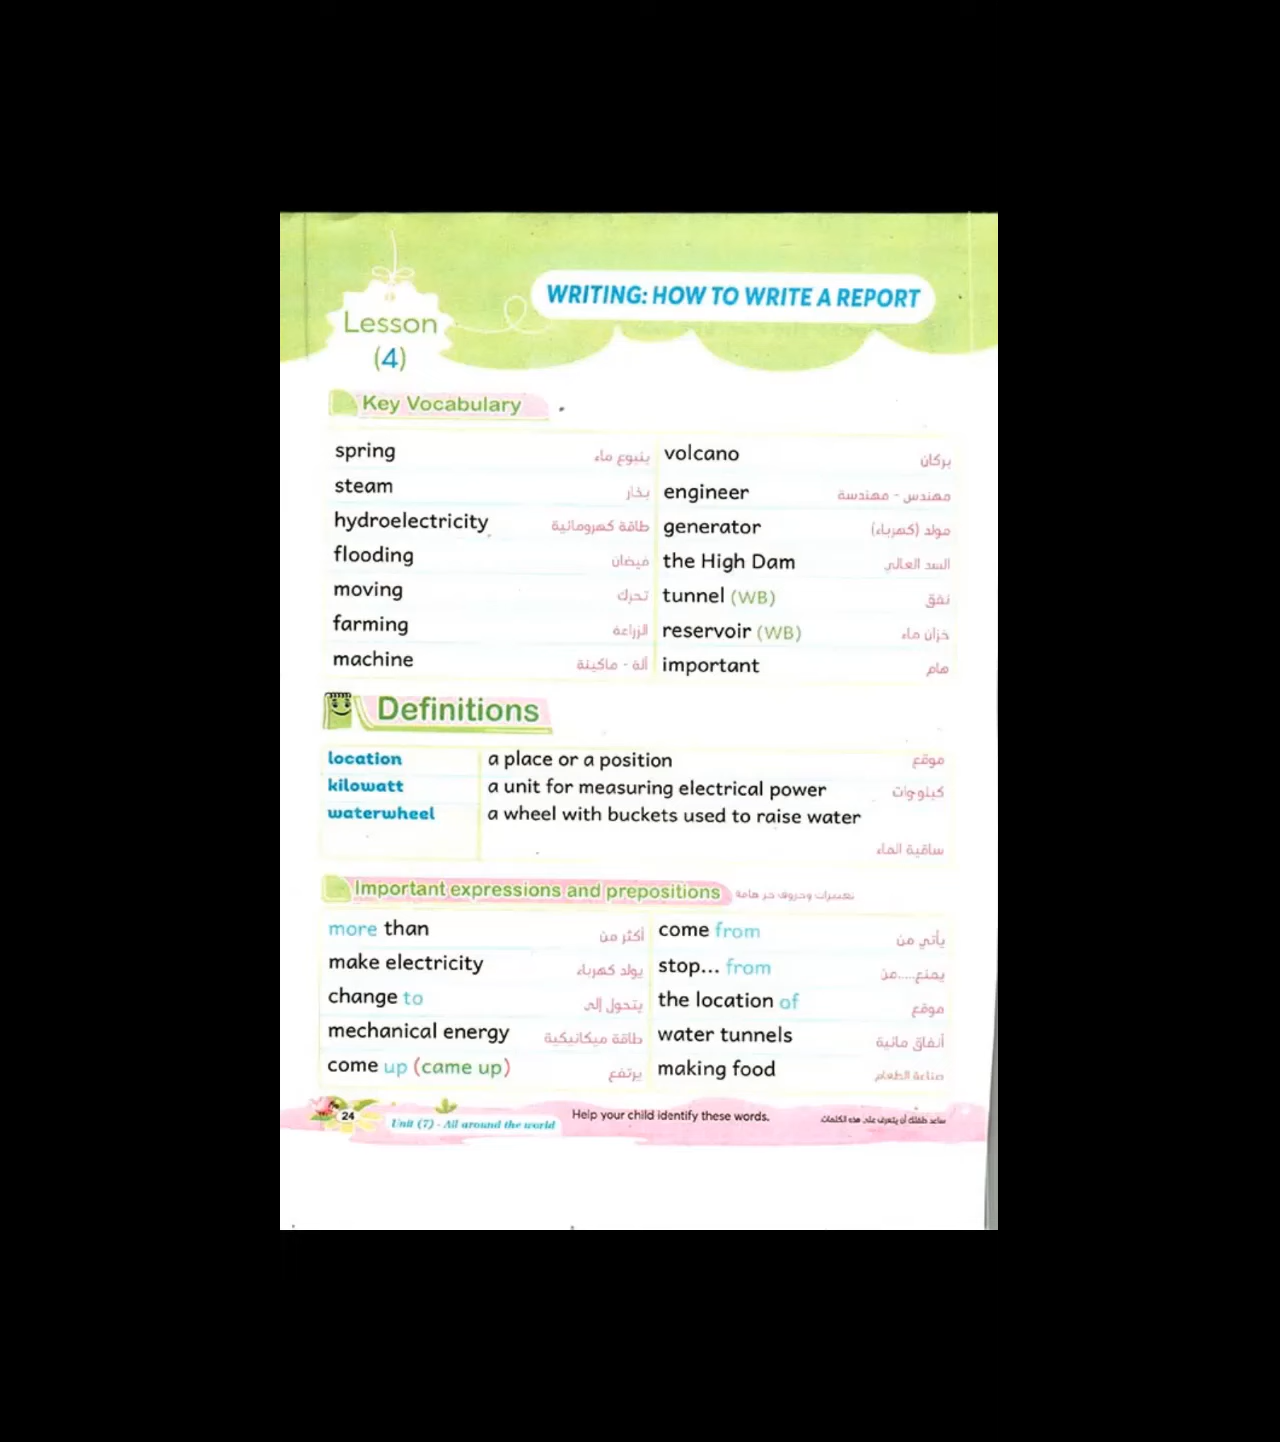 WRITING: HOW TO WRITE A REPORT
Lesson
(4)
Key Vocabulary
spring ينبوع ماء volcano بركان
steam بخار engineer مهندس - مهندسة
hydroelectricity طاقة كهرومائية generator مولد (كهرباء)
flooding فيضان the High Dam السد العالي
moving تحرك tunnel (WB) نفق
farming الزراعة reservoir (WB) خزان ماء
machine آلة - ماكينة important هام
Definitions
location a place or a position موقع
kilowatt a unit for measuring electrical power كيلووات
waterwheel a wheel with buckets used to raise water
ساقية الماء
Important expressions and prepositions تعبيرات وحروف جر هامة
more than أكثر من come from يأتي من
make electricity يولد كهرباء stop... from يمنع....من
change to يتحول إلى the location of موقع
mechanical energy طاقة ميكانيكية water tunnels أنفاق مائية
come up (came up) يرتفع making food صناعة الطعام
24 Unit (7) - All around the world Help your child identify these words. ساعد طفلك أن يتعرف على هذه الكلمات